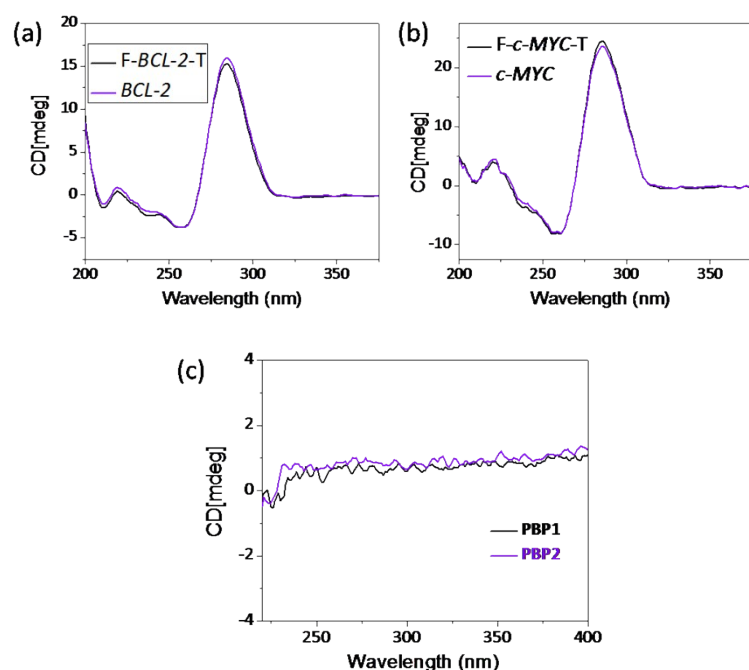 (a)
F-BCL-2-T
BCL-2
CD[mdeg]
20
15
10
5
0
-5
200 250 300 350
Wavelength (nm)
(b)
F-c-MYC-T
c-MYC
CD[mdeg]
20
10
0
-10
200 250 300 350
Wavelength (nm)
(c)
CD[mdeg]
4
2
0
-2
-4
PBP1
PBP2
250 300 350 400
Wavelength (nm)